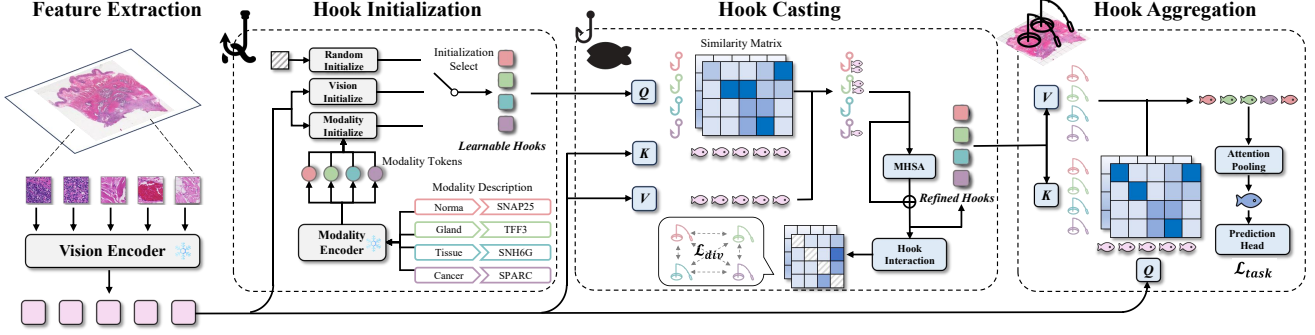 Feature Extraction
Vision Encoder
Hook Initialization
Random
Initialize
Vision
Initialize
Modality
Initialize
Initialization
Select
Learnable Hooks
Modality Tokens
Modality
Encoder
Modality Description
Norma
SNAP25
Gland
TFF3
Tissue
SNH6G
Cancer
SPARC
Hook Casting
Similarity Matrix
Q
K
V
MHSA
Refined Hooks
Hook
Interaction
ℒdiv
Hook Aggregation
V
K
Q
Attention
Pooling
Prediction
Head
ℒtask